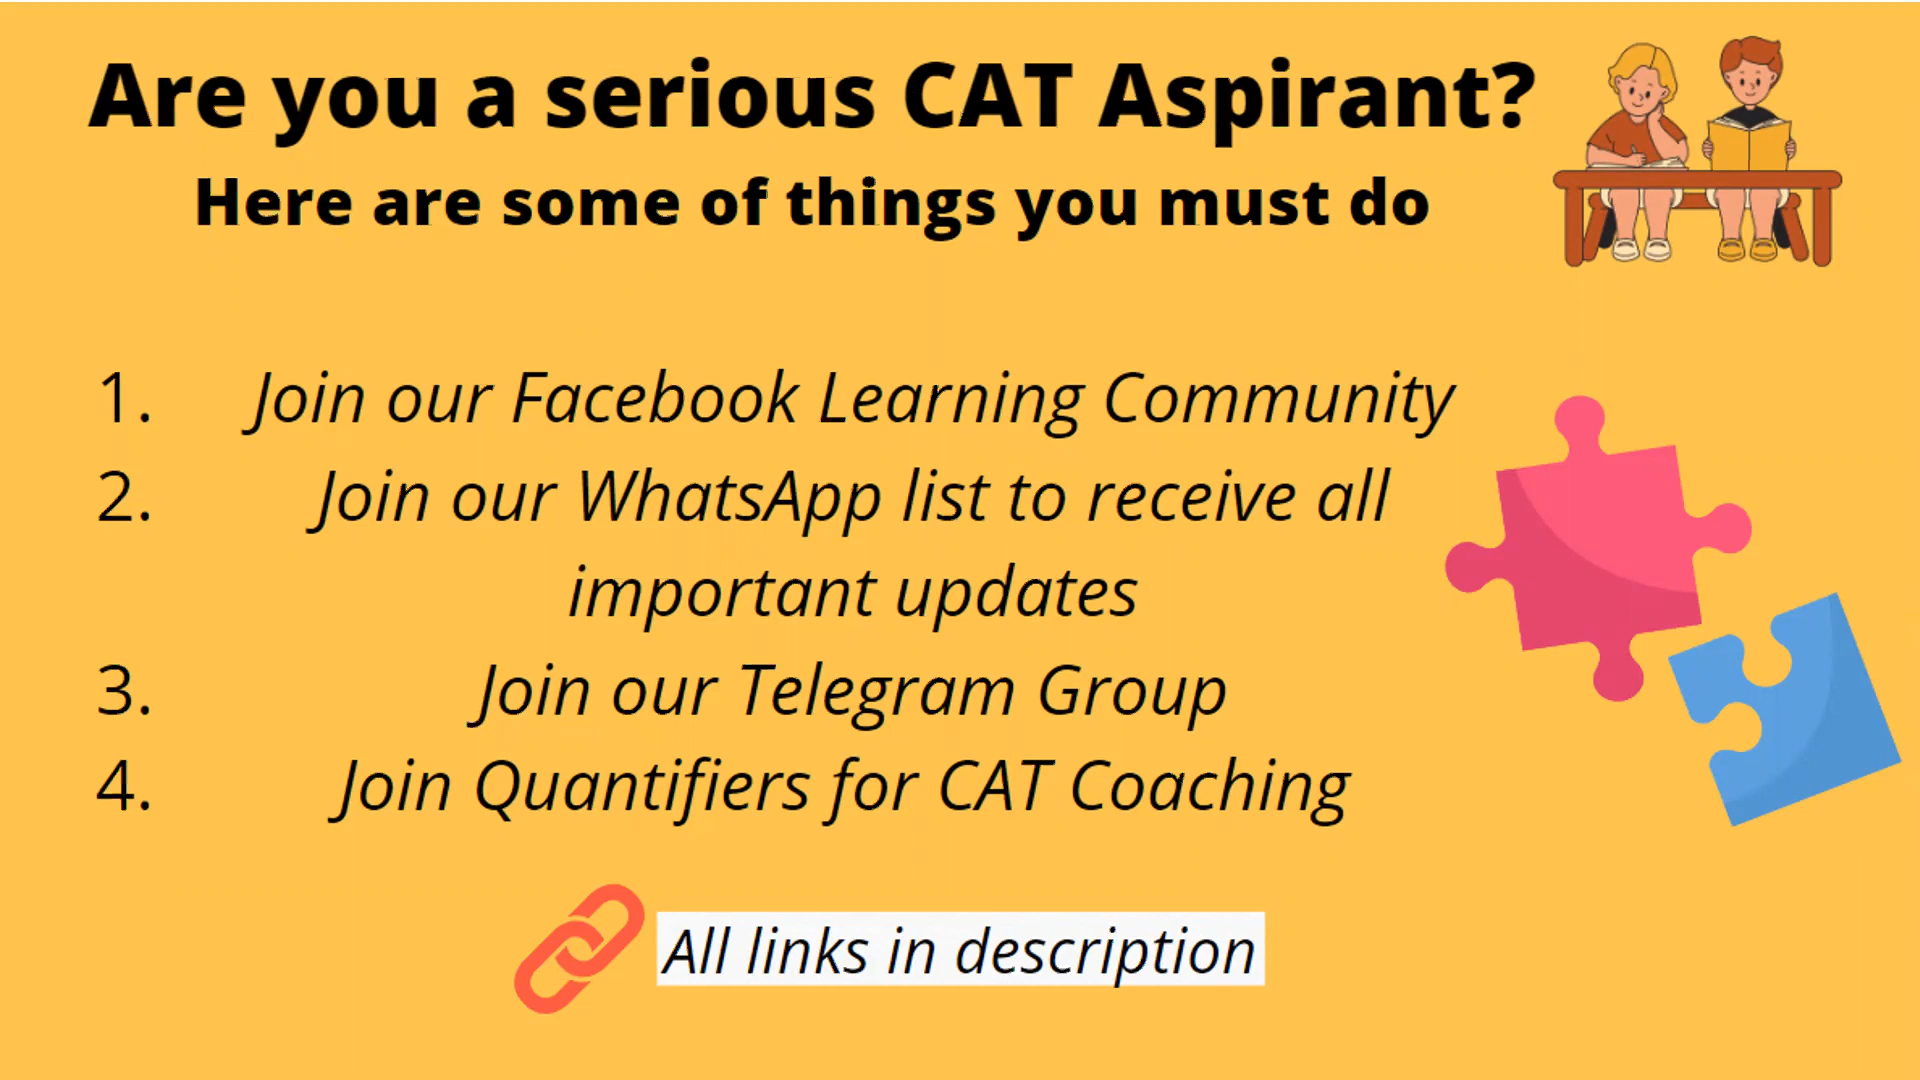 Are you a serious CAT Aspirant?
Here are some of things you must do
1. Join our Facebook Learning Community
2. Join our WhatsApp list to receive all
important updates
3. Join our Telegram Group
4. Join Quantifiers for CAT Coaching
All links in description